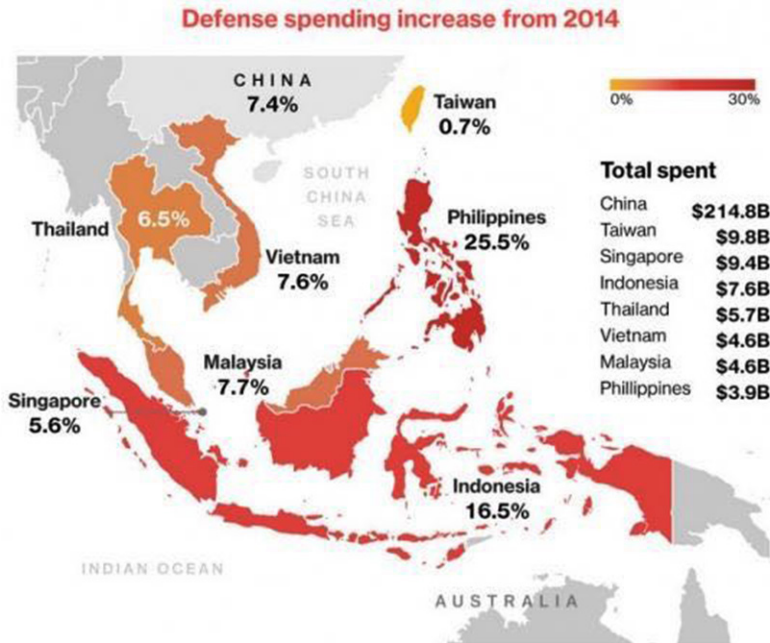 Defense spending increase from 2014
CHINA
7.4%
Taiwan
0.7%
0%
30%
SOUTH
CHINA
SEA
Thailand
6.5%
Vietnam
7.6%
Philippines
25.5%
Malaysia
7.7%
Singapore
5.6%
Indonesia
16.5%
INDIAN OCEAN
AUSTRALIA
Total spent
China $214.8B
Taiwan $9.8B
Singapore $9.4B
Indonesia $7.6B
Thailand $5.7B
Vietnam $4.6B
Malaysia $4.6B
Phillippines $3.9B